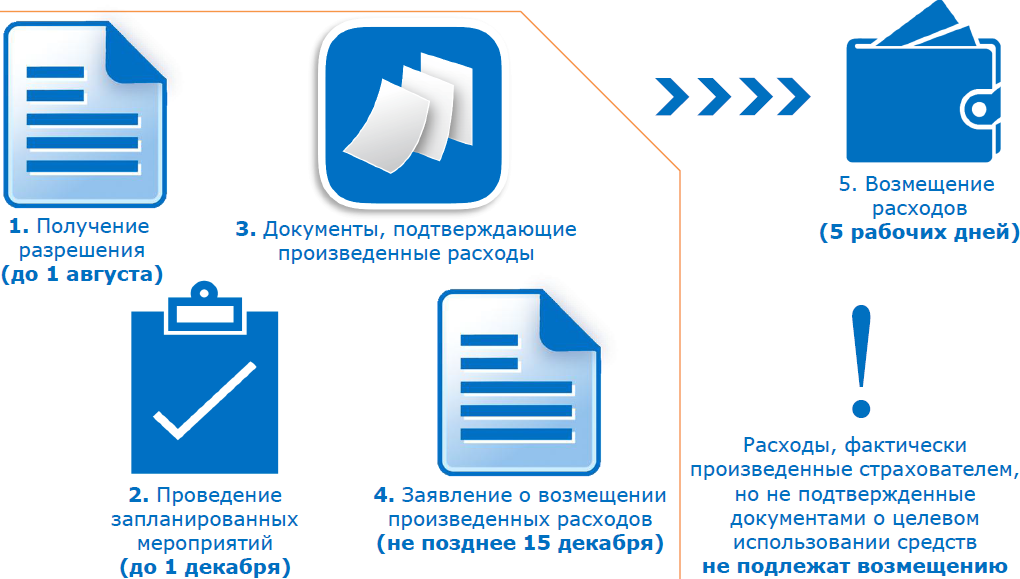 1. Получение
разрешения
(до 1 августа)
2. Проведение
запланированных
мероприятий
(до 1 декабря)
3. Документы, подтверждающие
произведенные расходы
4. Заявление о возмещении
произведенных расходов
(не позднее 15 декабря)
5. Возмещение
расходов
(5 рабочих дней)
Расходы, фактически
произведенные страхователем,
но не подтвержденные
документами о целевом
использовании средств
не подлежат возмещению